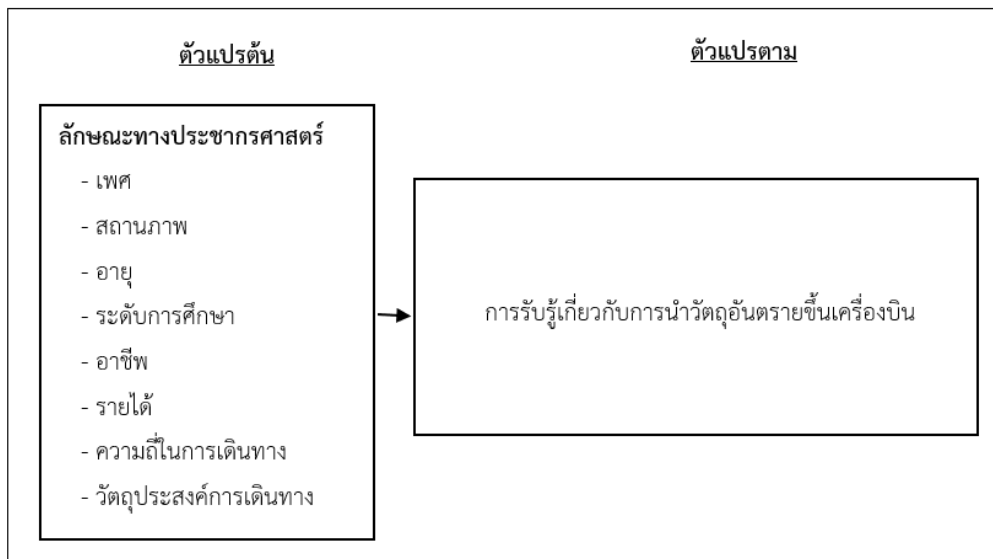 ตัวแปรต้น
ตัวแปรตาม
ลักษณะทางประชากรศาสตร์
- เพศ
- สถานภาพ
- อายุ
- ระดับการศึกษา
- อาชีพ
- รายได้
- ความถี่ในการเดินทาง
- วัตถุประสงค์การเดินทาง
การรับรู้เกี่ยวกับการนำวัตถุอันตรายขึ้นเครื่องบิน